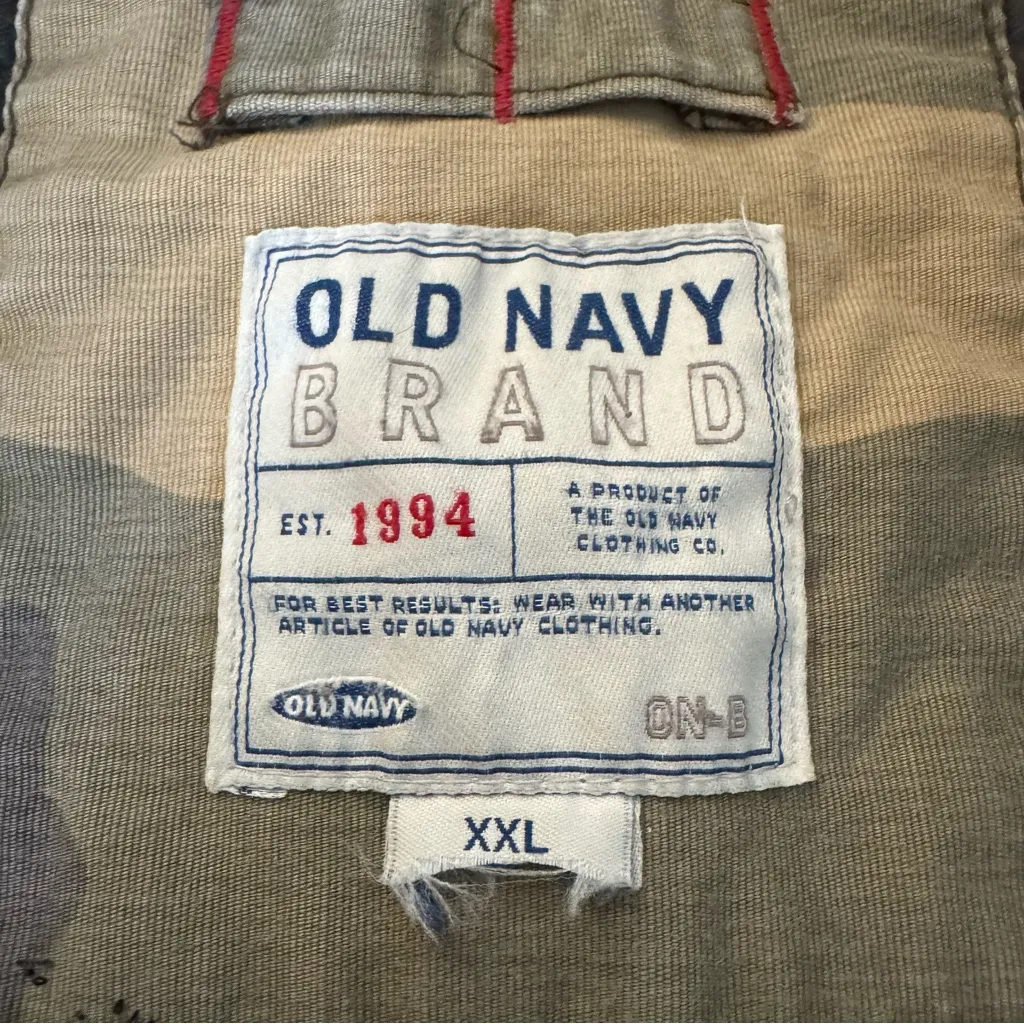 OLD NAVY
BRAND
EST. 1994
A PRODUCT OF
THE OLD NAVY
CLOTHING CO.
FOR BEST RESULTS: WEAR WITH ANOTHER
ARTICLE OF OLD NAVY CLOTHING.
OLD NAVY
ON-B
XXL